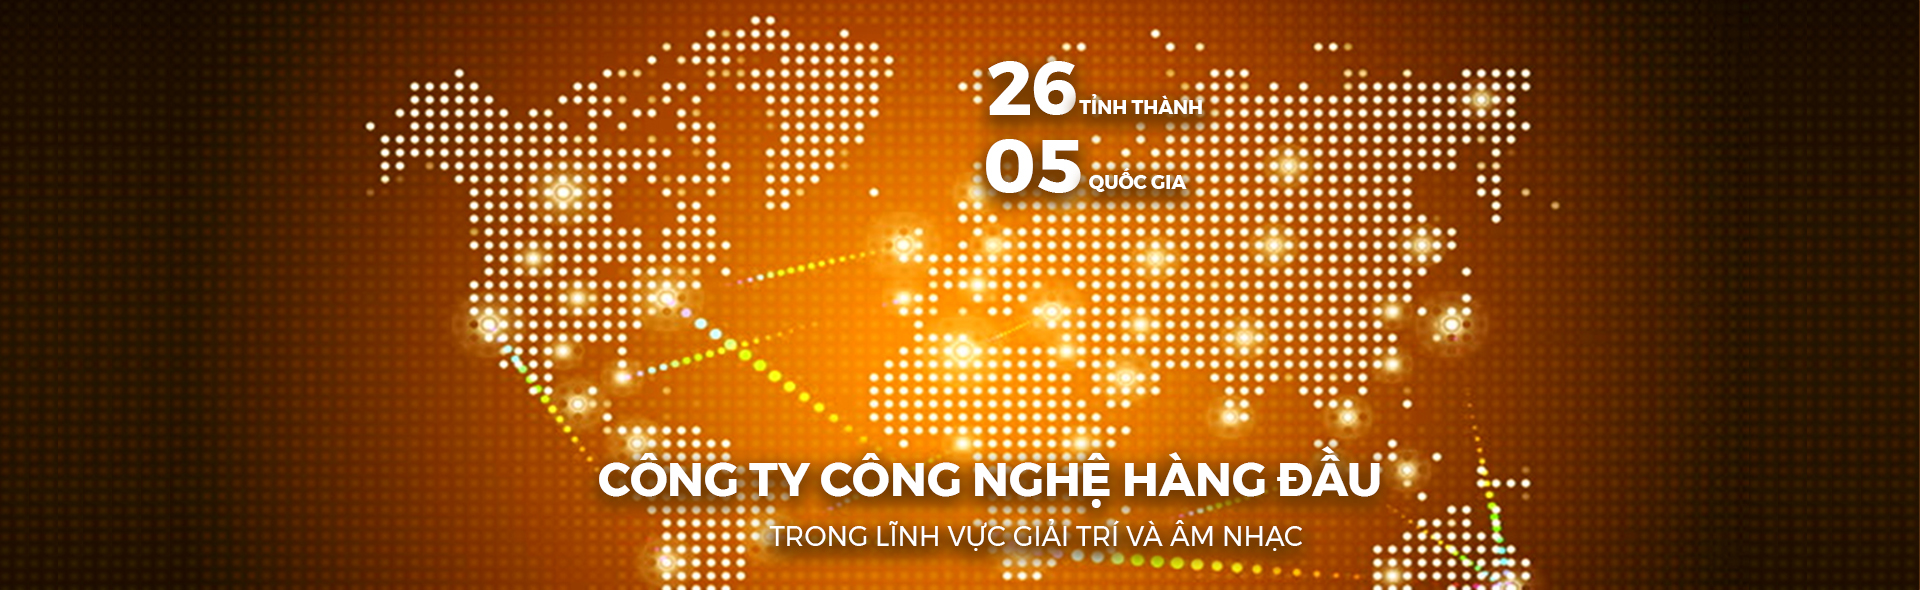 26 TỈNH THÀNH
05 QUỐC GIA
CÔNG TY CÔNG NGHỆ HÀNG ĐẦU
TRONG LĨNH VỰC GIẢI TRÍ VÀ ÂM NHẠC